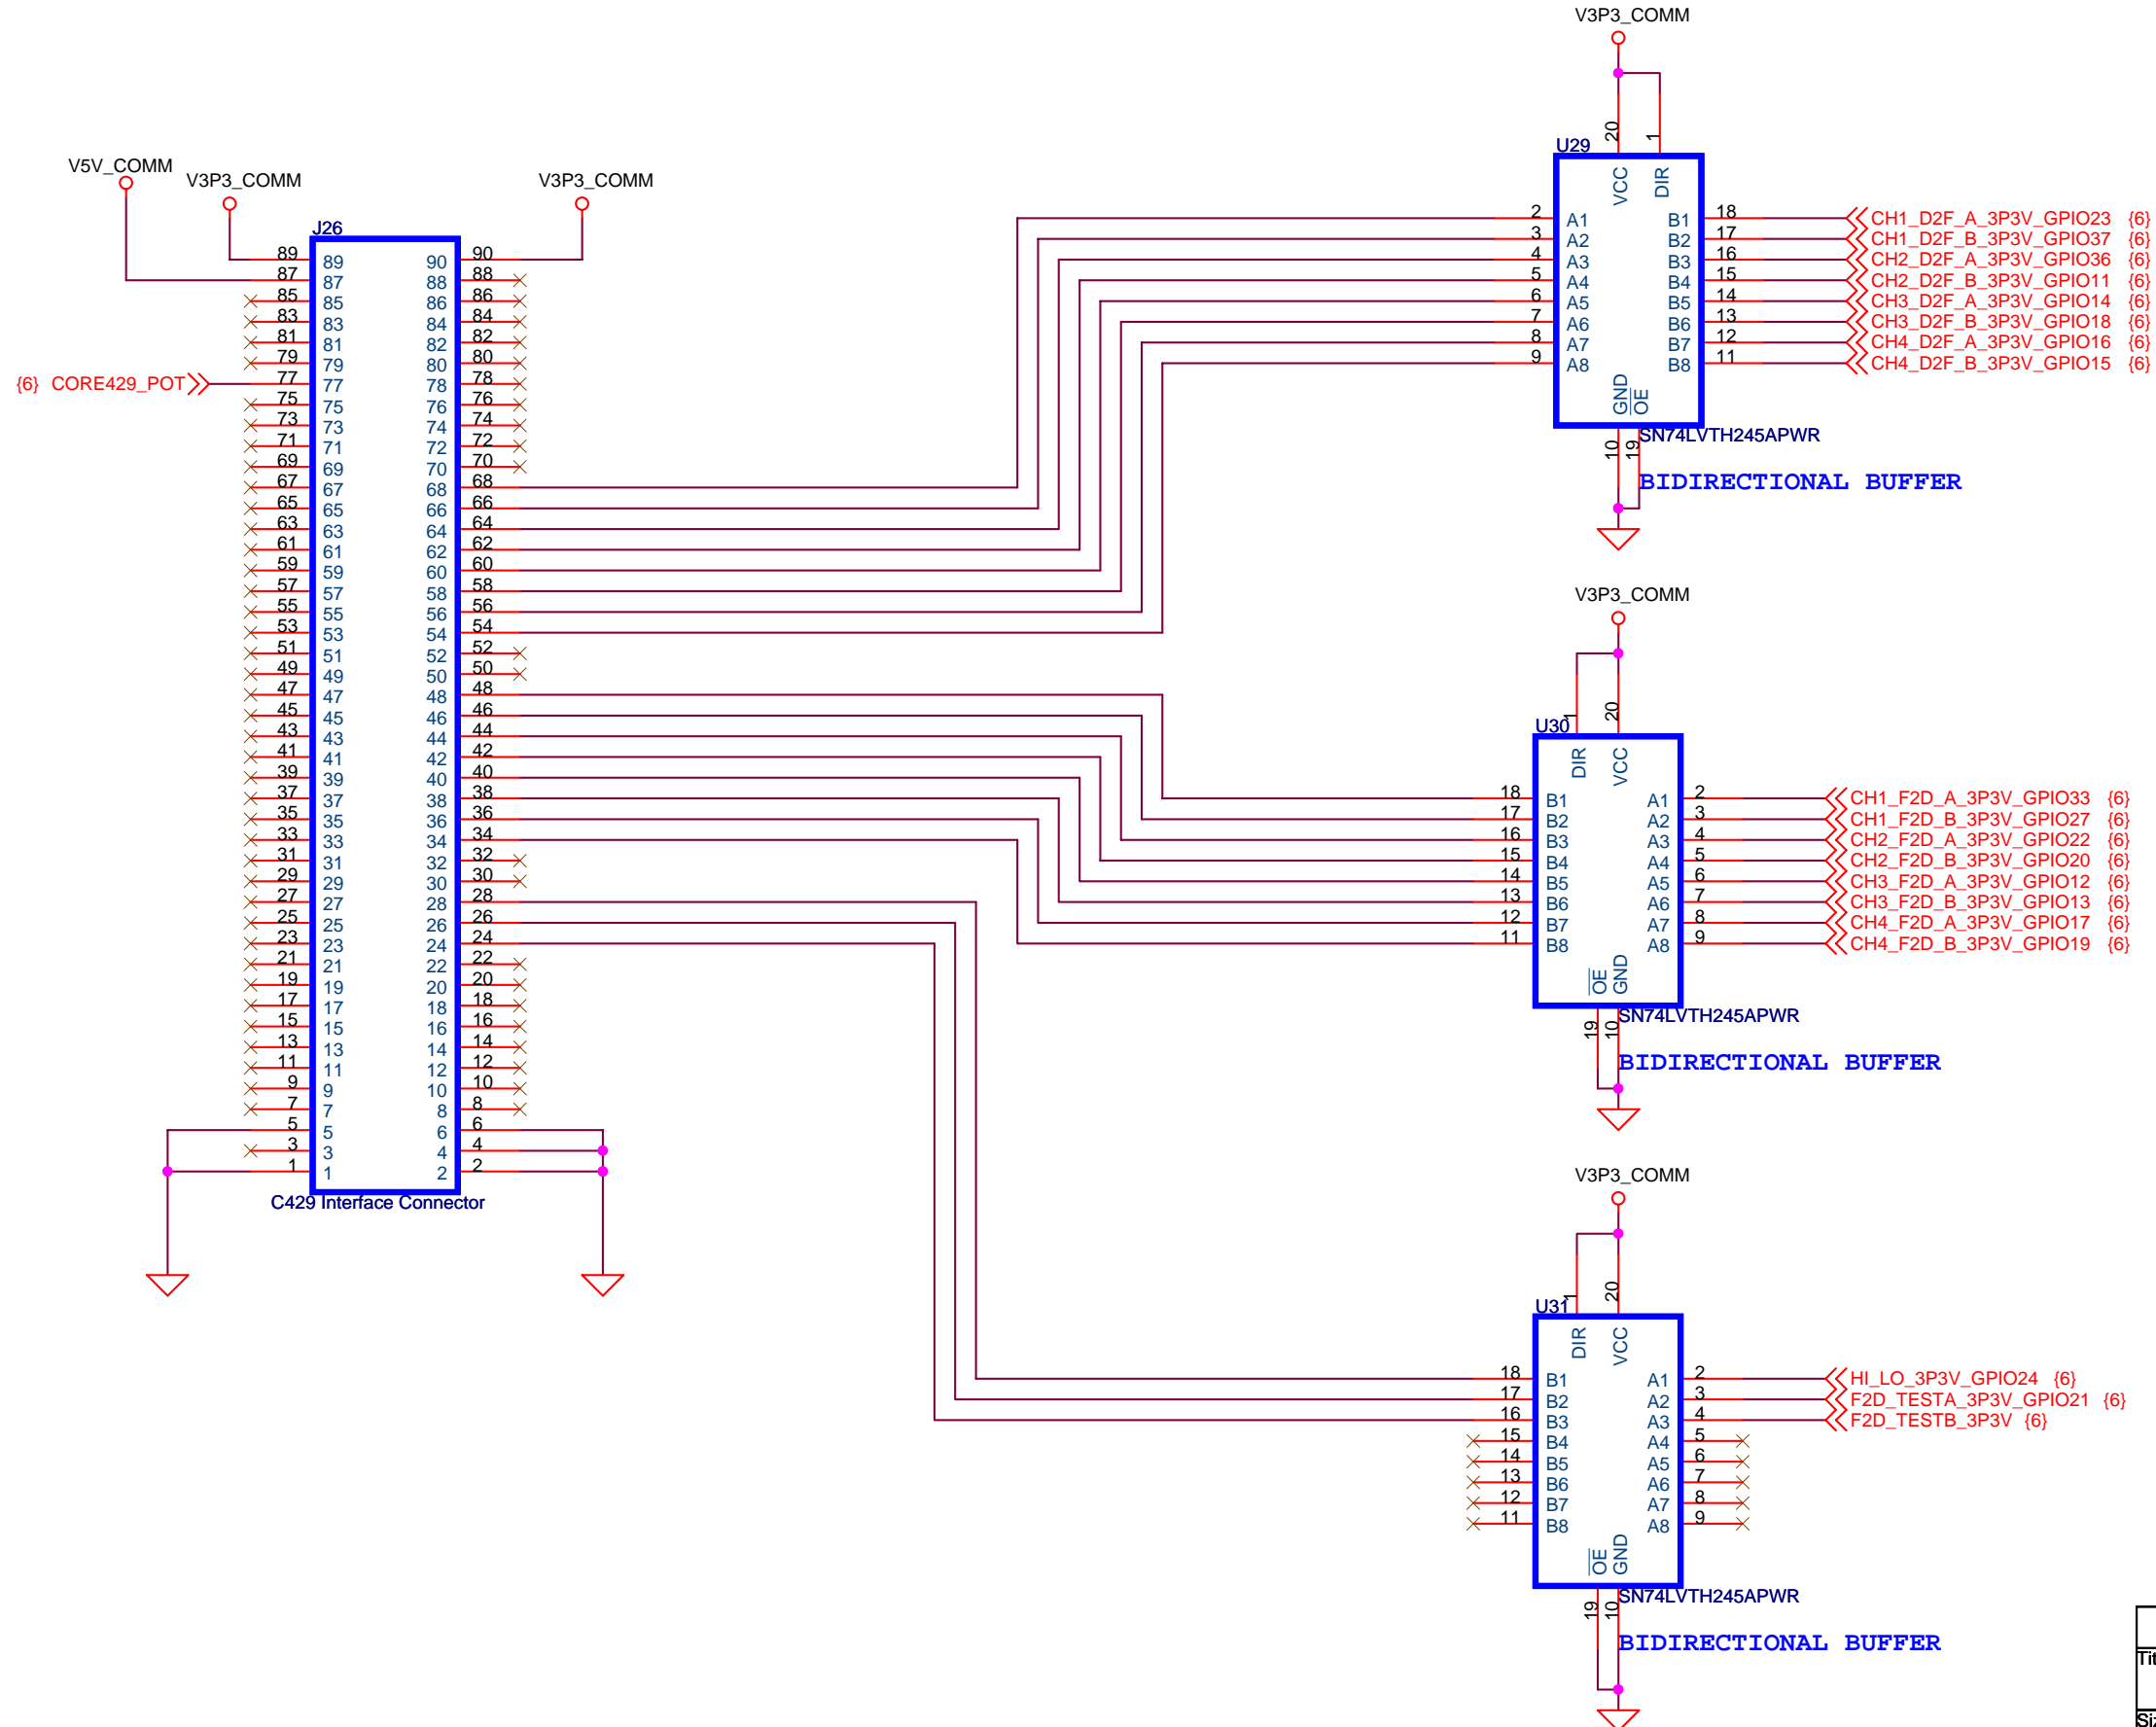 V3P3_COMM
20
1
U29
VCC
DIR
V5V_COMM
V3P3_COMM
V3P3_COMM
J26
2 A1 B1 18 CH1_D2F_A_3P3V_GPIO23 {6}
3 A2 B2 17 CH1_D2F_B_3P3V_GPIO37 {6}
4 A3 B3 16 CH2_D2F_A_3P3V_GPIO36 {6}
5 A4 B4 15 CH2_D2F_B_3P3V_GPIO11 {6}
6 A5 B5 14 CH3_D2F_A_3P3V_GPIO14 {6}
7 A6 B6 13 CH3_D2F_B_3P3V_GPIO18 {6}
8 A7 B7 12 CH4_D2F_A_3P3V_GPIO16 {6}
9 A8 B8 11 CH4_D2F_B_3P3V_GPIO15 {6}
GND
OE
10
19
SN74LVTH245APWR
BIDIRECTIONAL BUFFER
89 89 90 90
87 87 88 88
85 85 86 86
83 83 84 84
81 81 82 82
79 79 80 80
{6} CORE429_POT 77 77 78 78
75 75 76 76
73 73 74 74
71 71 72 72
69 69 70 70
67 67 68 68
65 65 66 66
63 63 64 64
61 61 62 62
59 59 60 60
57 57 58 58
55 55 56 56
53 53 54 54
51 51 52 52
49 49 50 50
47 47 48 48
45 45 46 46
43 43 44 44
41 41 42 42
39 39 40 40
37 37 38 38
35 35 36 36
33 33 34 34
31 31 32 32
29 29 30 30
27 27 28 28
25 25 26 26
23 23 24 24
21 21 22 22
19 19 20 20
17 17 18 18
15 15 16 16
13 13 14 14
11 11 12 12
9 9 10 10
7 7 8 8
5 5 6 6
3 3 4 4
1 1 2 2
C429 Interface Connector
V3P3_COMM
1
20
U30
DIR
VCC
18 B1 A1 2 CH1_F2D_A_3P3V_GPIO33 {6}
17 B2 A2 3 CH1_F2D_B_3P3V_GPIO27 {6}
16 B3 A3 4 CH2_F2D_A_3P3V_GPIO22 {6}
15 B4 A4 5 CH2_F2D_B_3P3V_GPIO20 {6}
14 B5 A5 6 CH3_F2D_A_3P3V_GPIO12 {6}
13 B6 A6 7 CH3_F2D_B_3P3V_GPIO13 {6}
12 B7 A7 8 CH4_F2D_A_3P3V_GPIO17 {6}
11 B8 A8 9 CH4_F2D_B_3P3V_GPIO19 {6}
OE
GND
19
10
SN74LVTH245APWR
BIDIRECTIONAL BUFFER
V3P3_COMM
1
20
U31
DIR
VCC
18 B1 A1 2 HI_LO_3P3V_GPIO24 {6}
17 B2 A2 3 F2D_TESTA_3P3V_GPIO21 {6}
16 B3 A3 4 F2D_TESTB_3P3V {6}
15 B4 A4 5
14 B5 A5 6
13 B6 A6 7
12 B7 A7 8
11 B8 A8 9
OE
GND
19
10
SN74LVTH245APWR
BIDIRECTIONAL BUFFER